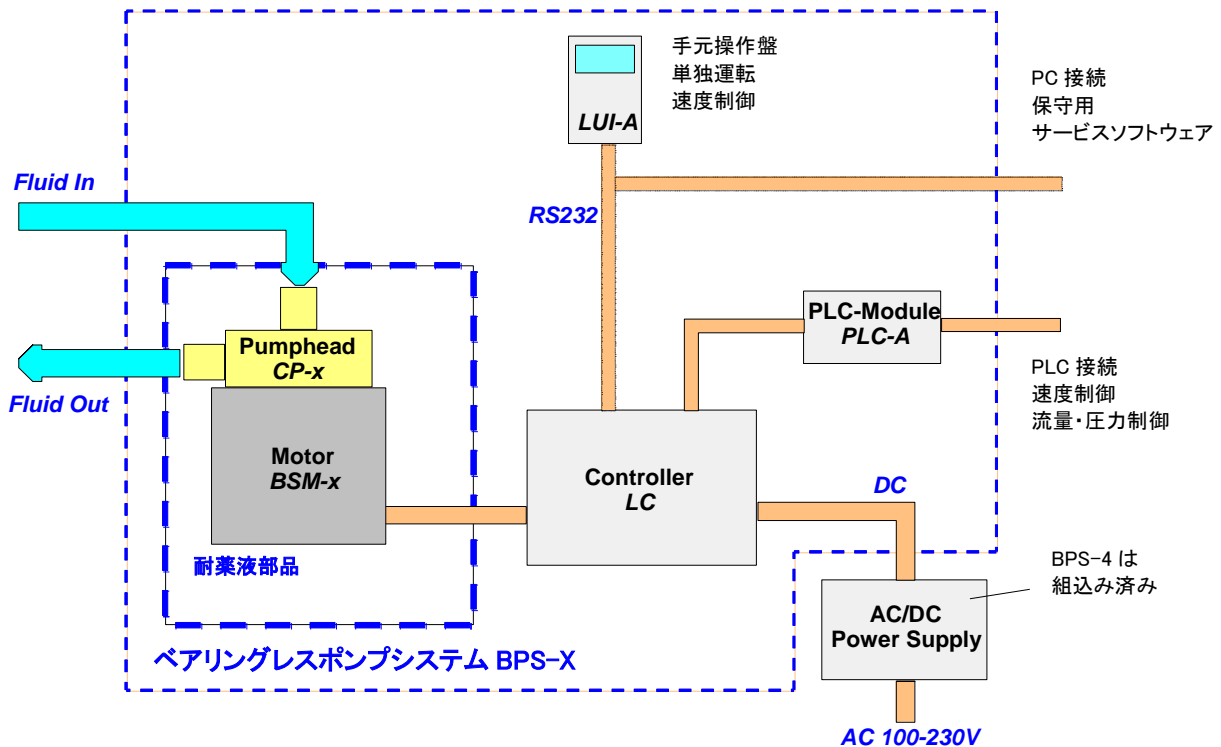 手元操作盤
単独運転
速度制御
LUI-A
PC 接続
保守用
サービスソフトウェア
Fluid In
RS232
PLC-Module
PLC-A
Pumphead
CP-x
Fluid Out
PLC 接続
速度制御
流量・圧力制御
Motor
BSM-x
Controller
LC
DC
耐薬液部品
BPS-4 は
組込み済み
AC/DC
Power Supply
ベアリングレスポンプシステム BPS-X
AC 100-230V